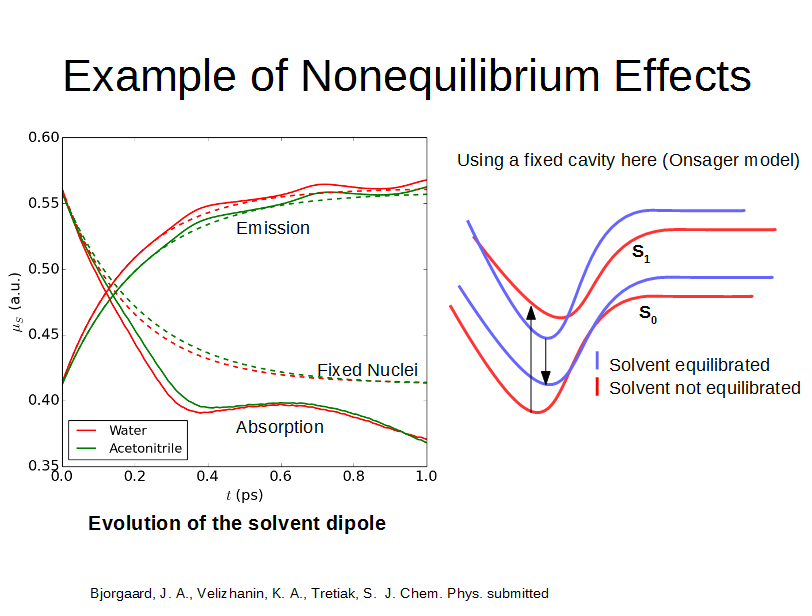 Example of Nonequilibrium Effects
Using a fixed cavity here (Onsager model)
0.60
0.55
0.50
0.45
0.40
0.35
μS (a.u.)
Emission
Fixed Nuclei
Absorption
Water
Acetonitrile
0.0 0.2 0.4 0.6 0.8 1.0
t (ps)
Evolution of the solvent dipole
S1
S0
Solvent equilibrated
Solvent not equilibrated
Bjorgaard, J. A., Velizhanin, K. A., Tretiak, S. J. Chem. Phys. submitted